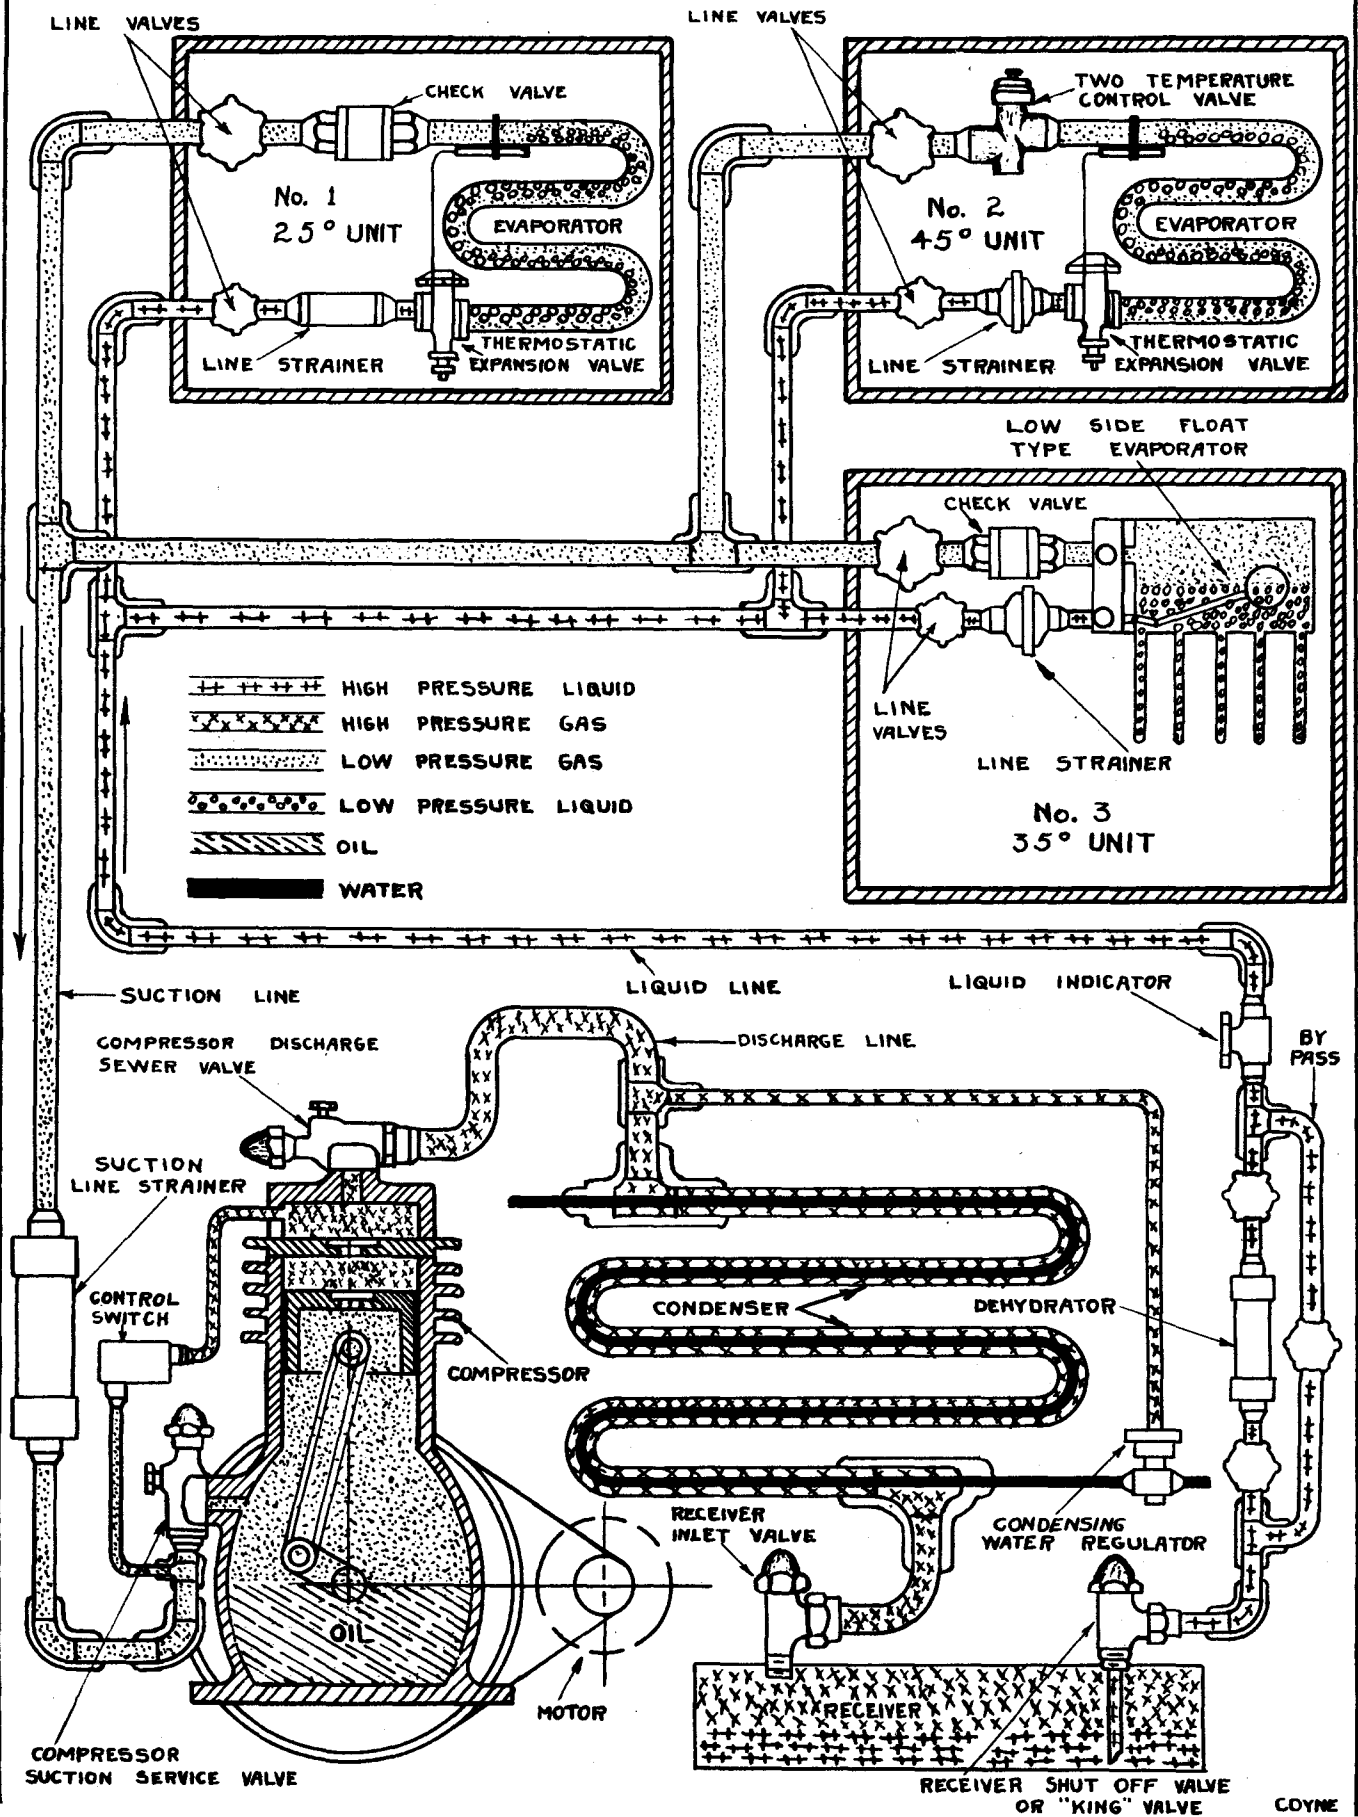 LINE VALVES
LINE VALVES
CHECK VALVE
TWO TEMPERATURE
CONTROL VALVE
No. 1
25° UNIT
EVAPORATOR
No. 2
45° UNIT
EVAPORATOR
LINE STRAINER
THERMOSTATIC
EXPANSION VALVE
LINE STRAINER
THERMOSTATIC
EXPANSION VALVE
LOW SIDE FLOAT
TYPE EVAPORATOR
CHECK VALVE
HIGH PRESSURE LIQUID
HIGH PRESSURE GAS
LOW PRESSURE GAS
LOW PRESSURE LIQUID
OIL
WATER
LINE
VALVES
LINE STRAINER
No. 3
35° UNIT
SUCTION LINE
LIQUID LINE
LIQUID INDICATOR
COMPRESSOR DISCHARGE
SEWER VALVE
DISCHARGE LINE
BY
PASS
SUCTION
LINE STRAINER
CONTROL
SWITCH
CONDENSER
DEHYDRATOR
COMPRESSOR
RECEIVER
INLET VALVE
CONDENSING
WATER REGULATOR
OIL
MOTOR
RECEIVER
COMPRESSOR
SUCTION SERVICE VALVE
RECEIVER SHUT OFF VALVE
OR "KING" VALVE
COYNE